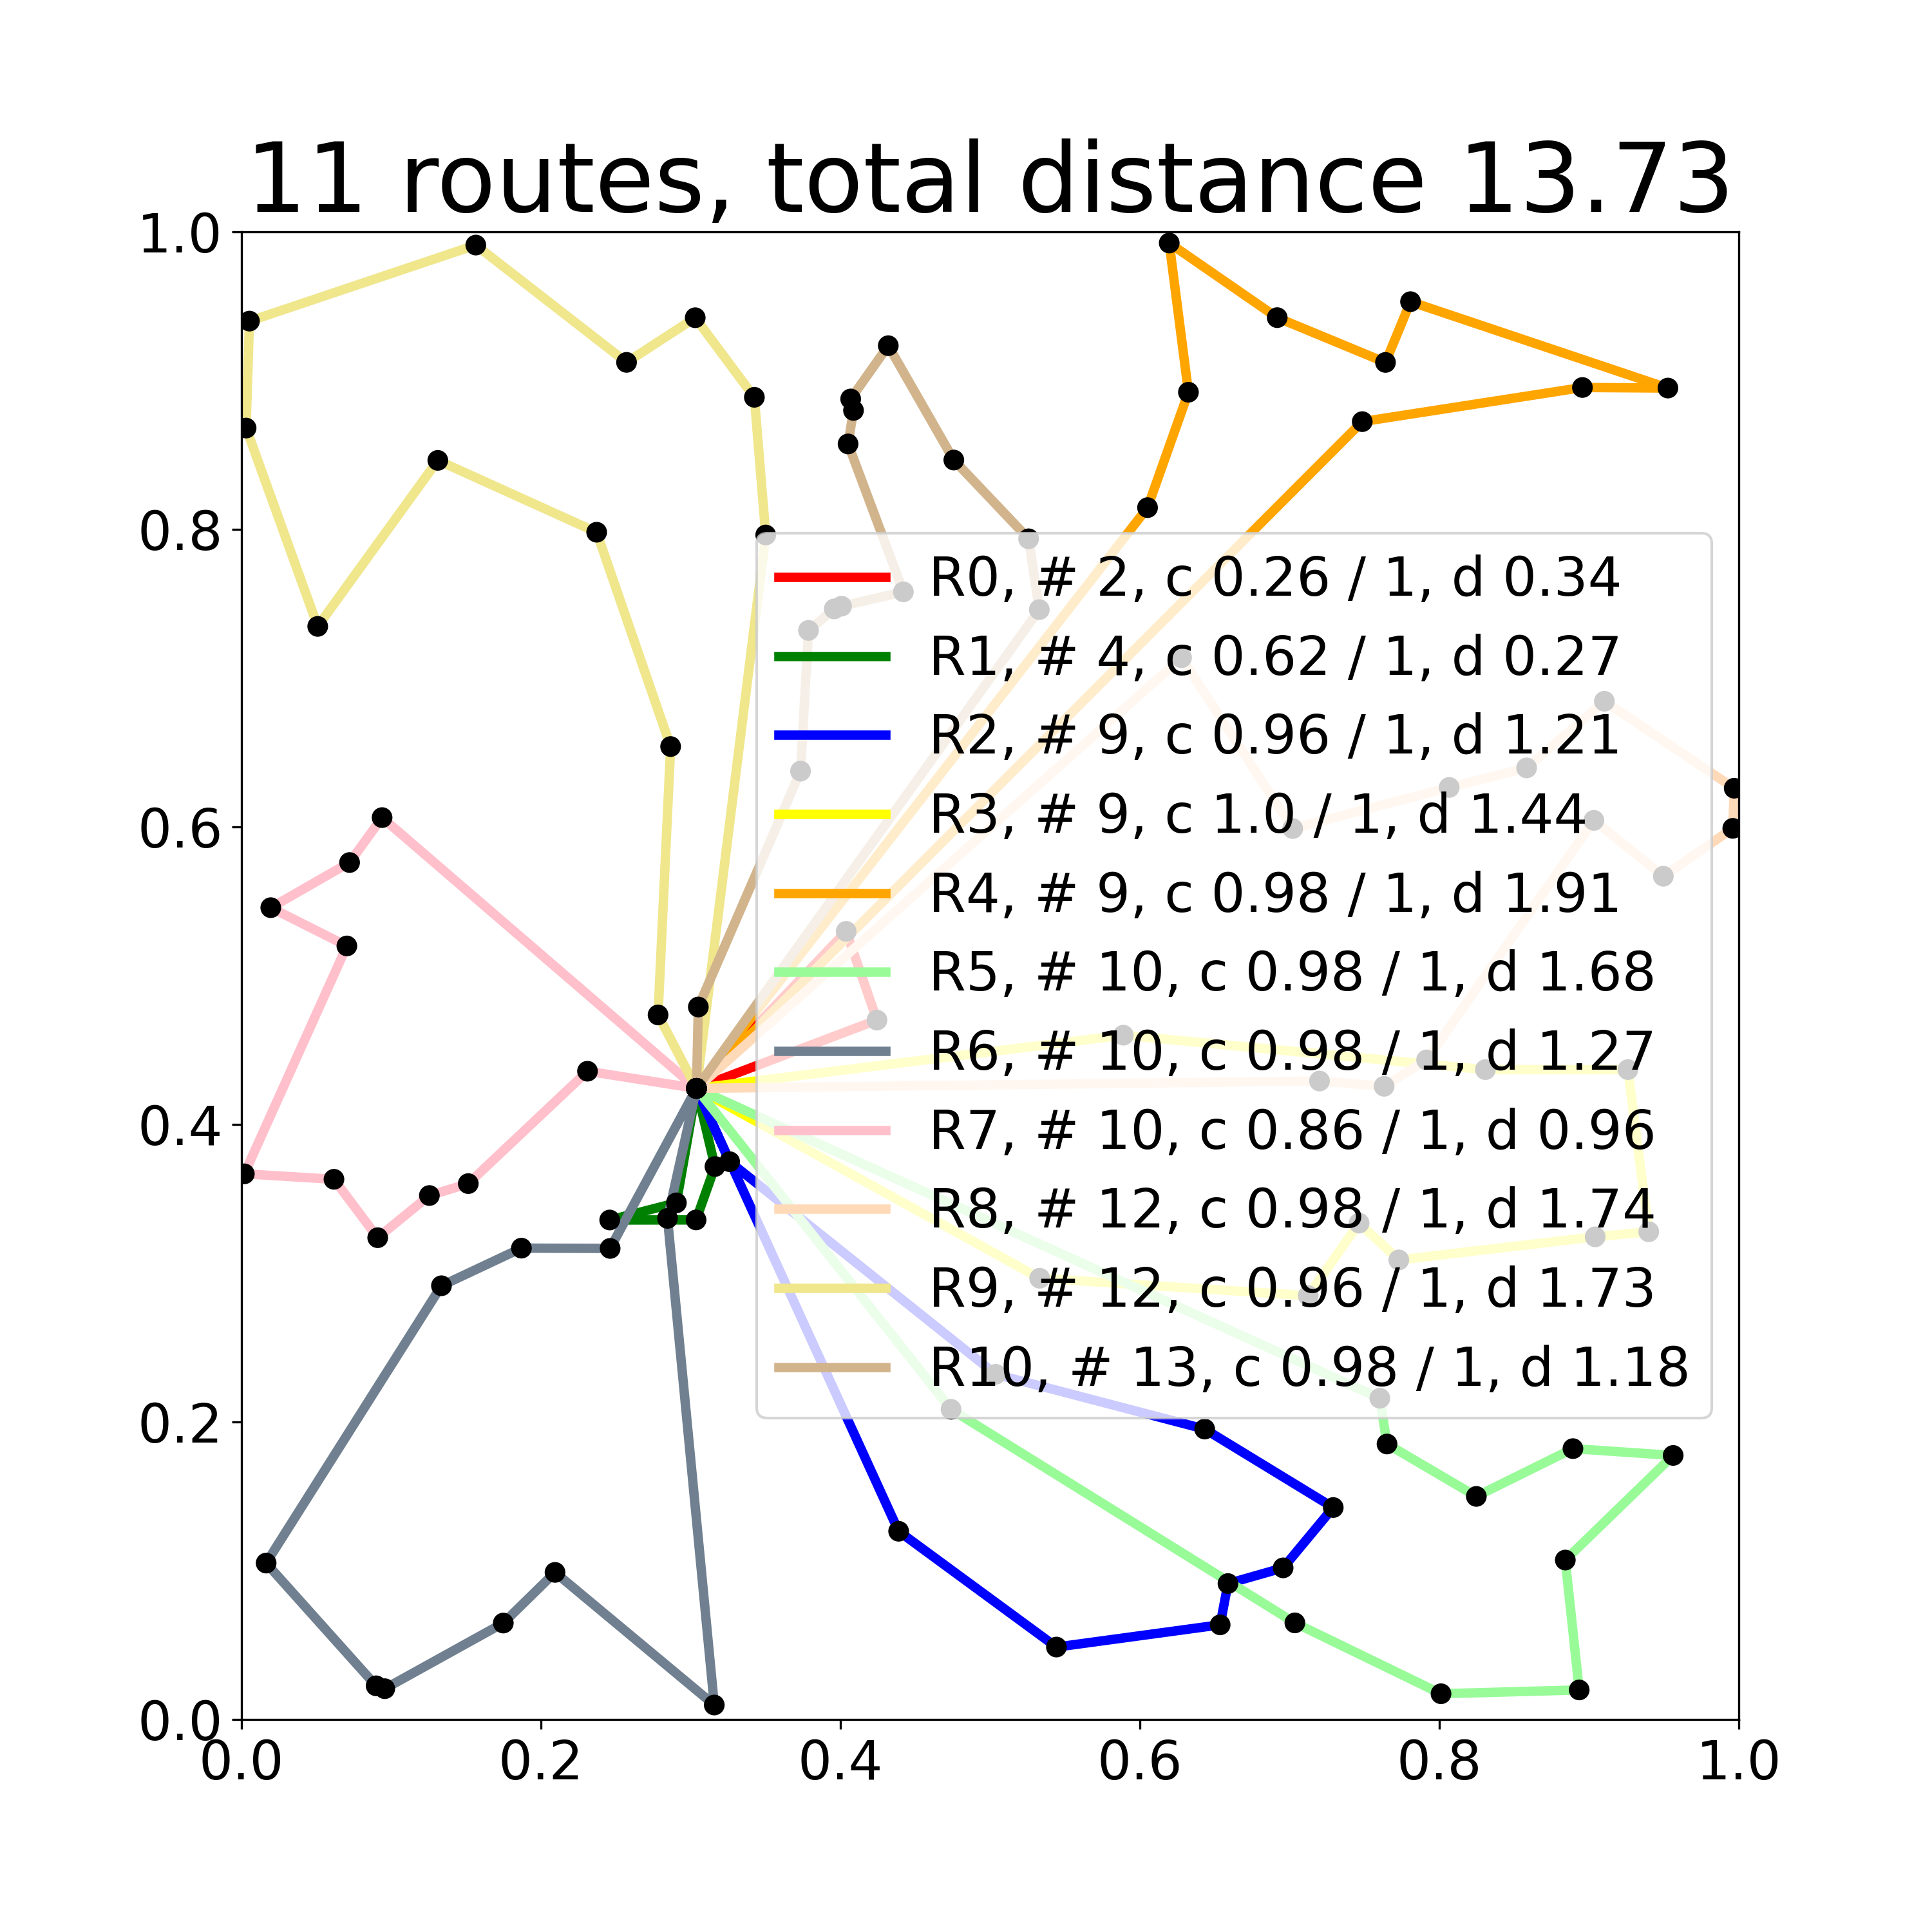 11 routes, total distance 13.73
1.0
0.8
0.6
0.4
0.2
0.0
0.0 0.2 0.4 0.6 0.8 1.0
R0, # 2, c 0.26 / 1, d 0.34
R1, # 4, c 0.62 / 1, d 0.27
R2, # 9, c 0.96 / 1, d 1.21
R3, # 9, c 1.0 / 1, d 1.44
R4, # 9, c 0.98 / 1, d 1.91
R5, # 10, c 0.98 / 1, d 1.68
R6, # 10, c 0.98 / 1, d 1.27
R7, # 10, c 0.86 / 1, d 0.96
R8, # 12, c 0.98 / 1, d 1.74
R9, # 12, c 0.96 / 1, d 1.73
R10, # 13, c 0.98 / 1, d 1.18